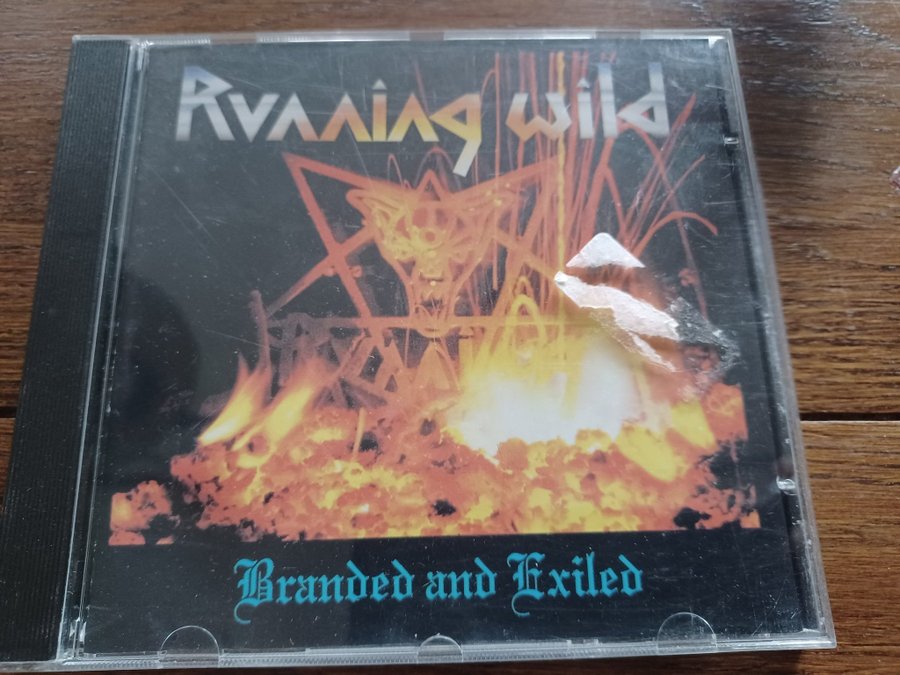 Running wild
Branded and Exiled